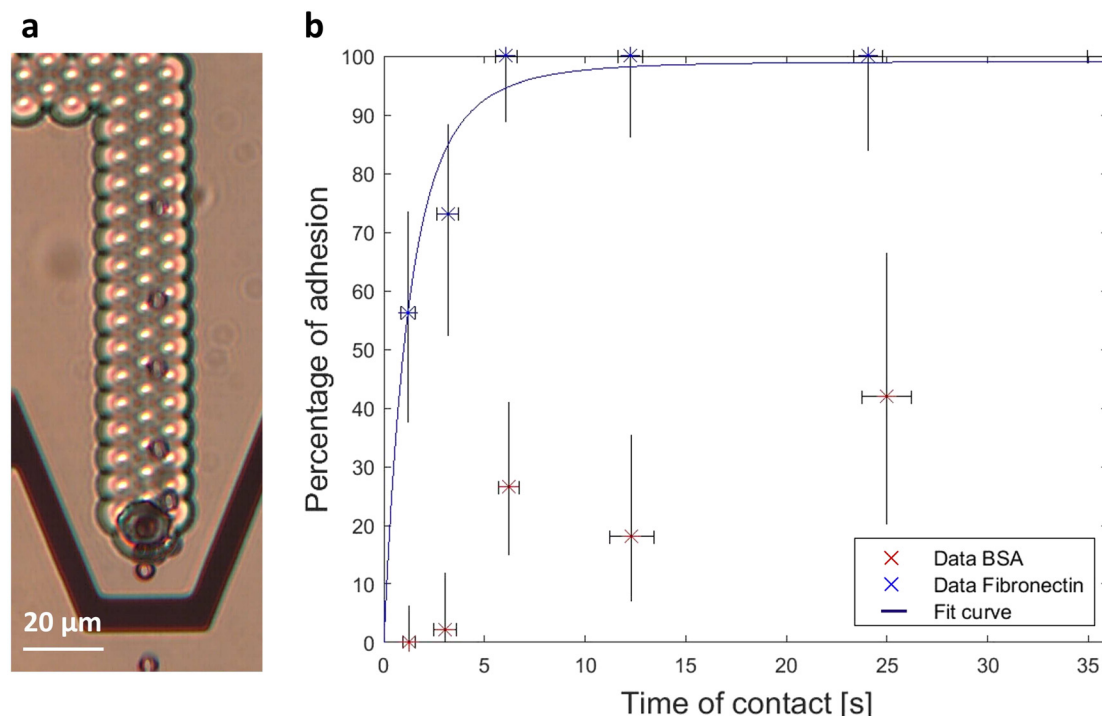 a
b
20 µm
Percentage of adhesion
100
90
80
70
60
50
40
30
20
10
0
0 5 10 15 20 25 30 35
Time of contact [s]
Data BSA
Data Fibronectin
Fit curve